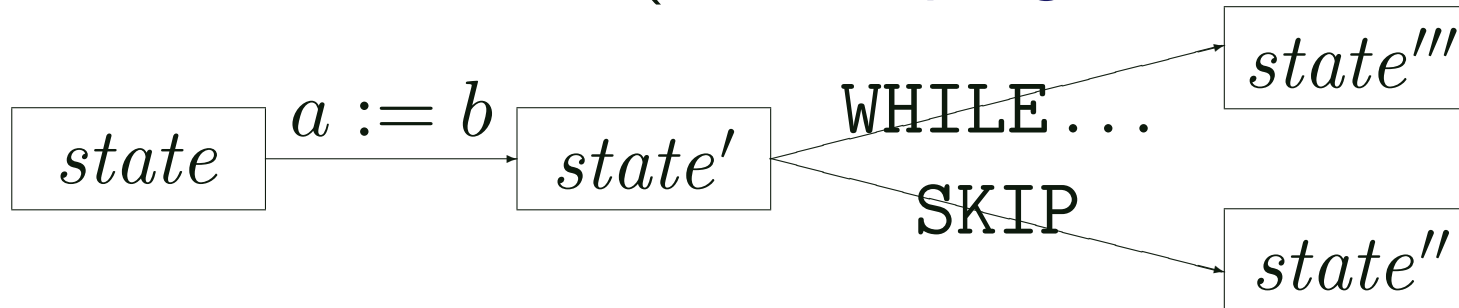 state'''
a := b
WHILE...
state
state'
SKIP
state''